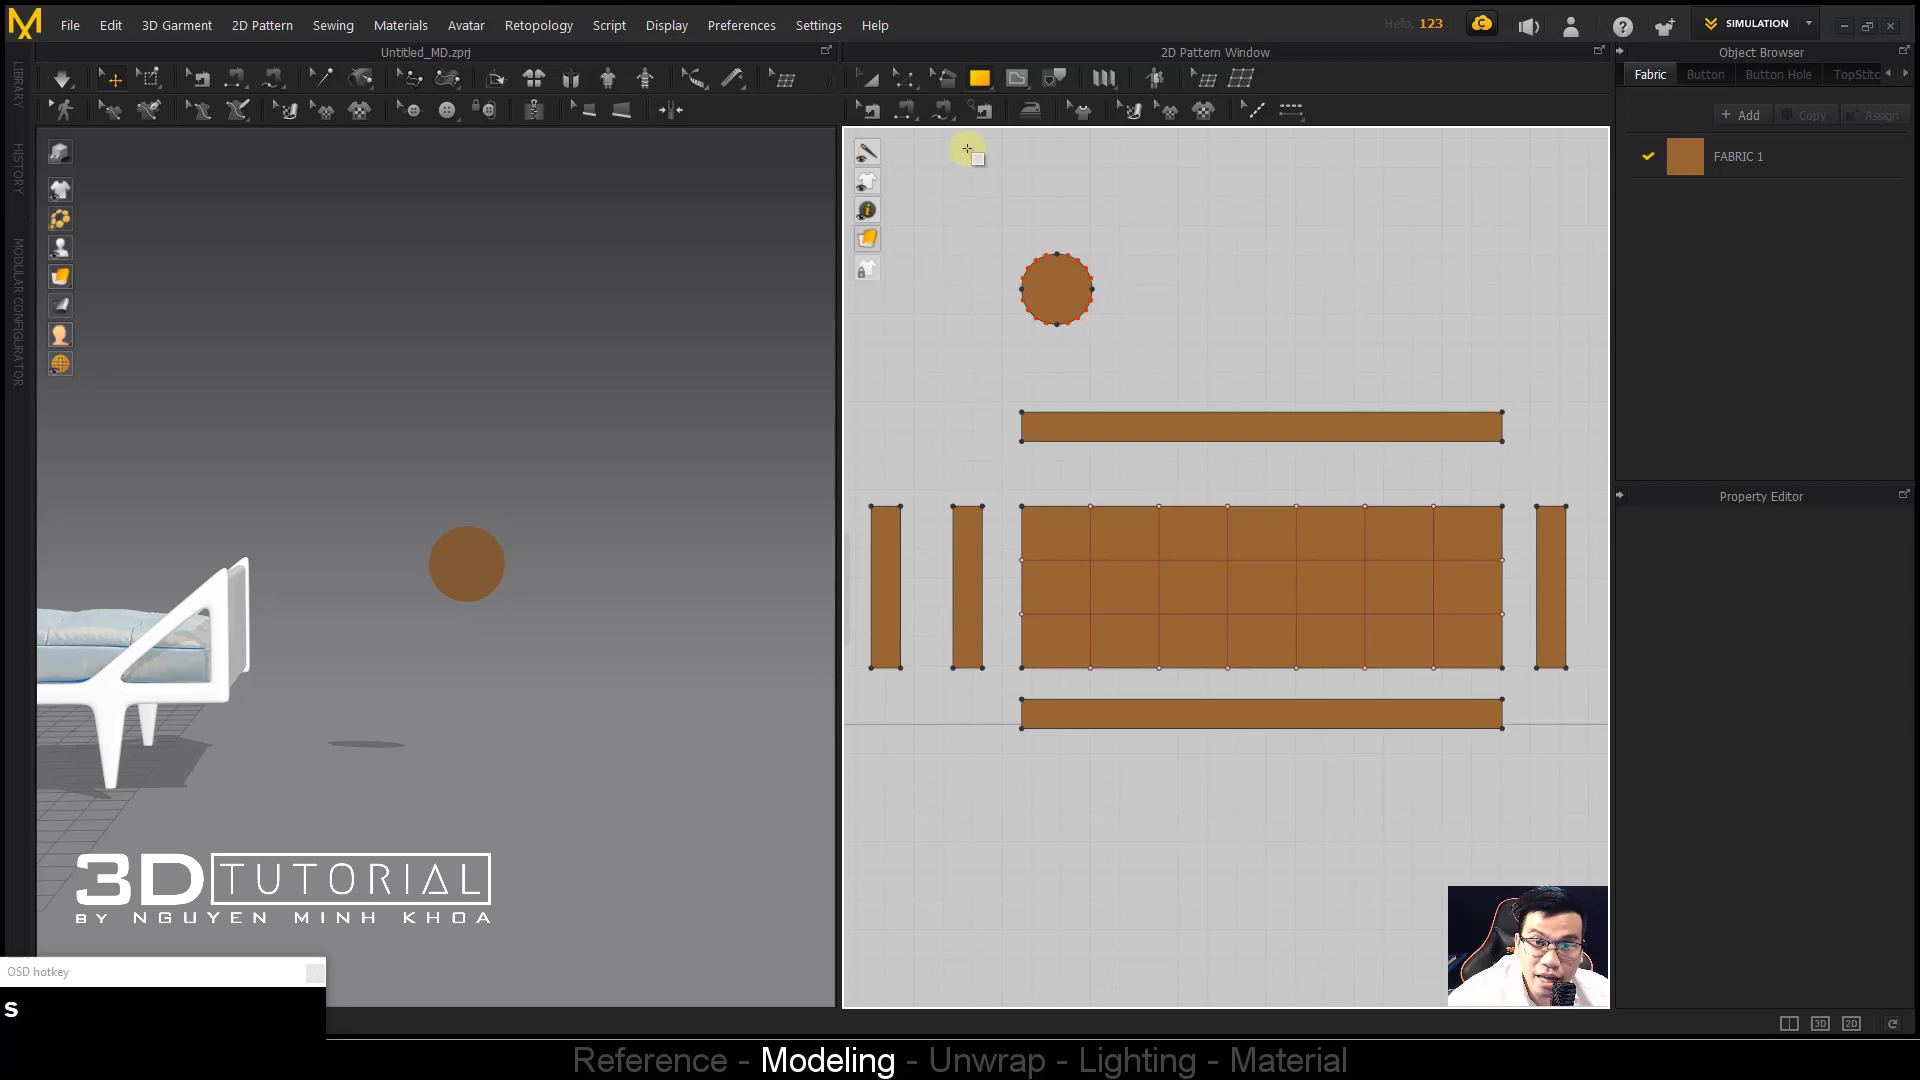 File Edit 3D Garment 2D Pattern Sewing Materials Avatar Retopology Script Display Preferences Settings Help
Hello, 123
SIMULATION
Untitled_MD.zprj
2D Pattern Window
Object Browser
Fabric Button Button Hole TopStitc
+ Add Copy Assign
FABRIC 1
LIBRARY
HISTORY
MODULAR CONFIGURATOR
Property Editor
3D TUTORIAL
BY NGUYEN MINH KHOA
OSD hotkey
s
3D 2D
Reference - Modeling - Unwrap - Lighting - Material